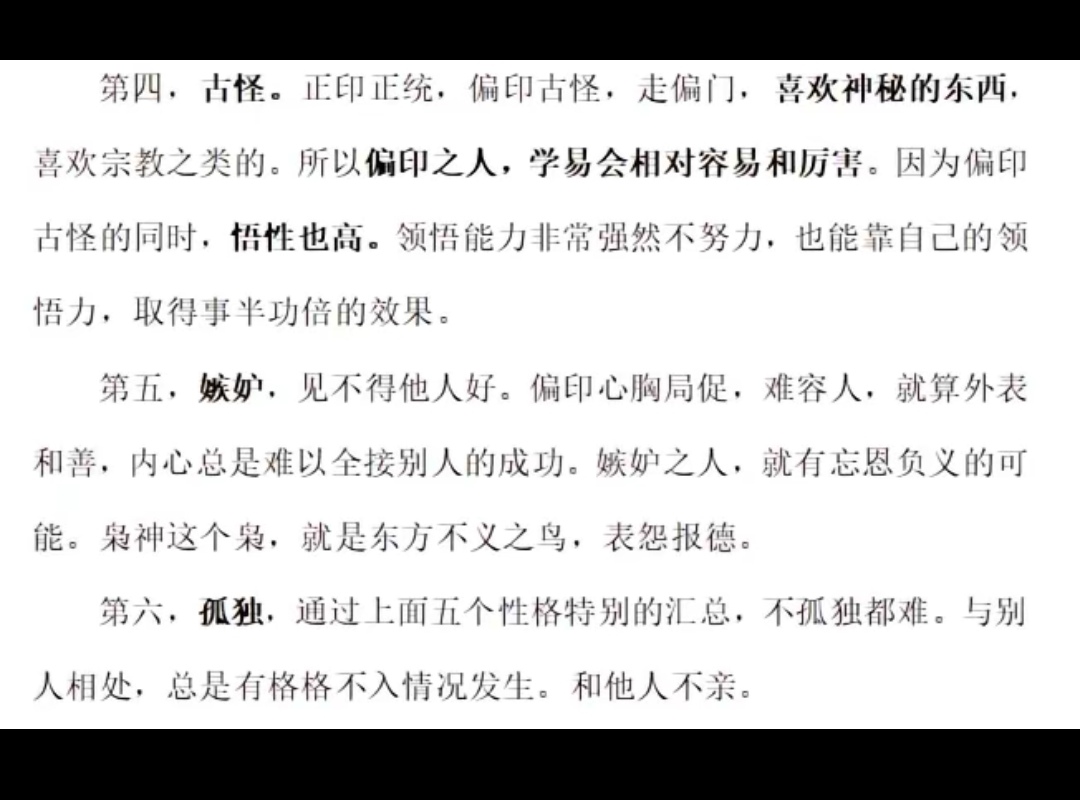 第四，古怪。正印正统，偏印古怪，走偏门，喜欢神秘的东西，
喜欢宗教之类的。所以偏印之人，学易会相对容易和厉害。因为偏印
古怪的同时，悟性也高。领悟能力非常强然不努力，也能靠自己的领
悟力，取得事半功倍的效果。
第五，嫉妒，见不得他人好。偏印心胸局促，难容人，就算外表
和善，内心总是难以全接别人的成功。嫉妒之人，就有忘恩负义的可
能。枭神这个枭，就是东方不义之鸟，表怨报德。
第六，孤独，通过上面五个性格特别的汇总，不孤独都难。与别
人相处，总是有格格不入情况发生。和他人不亲。